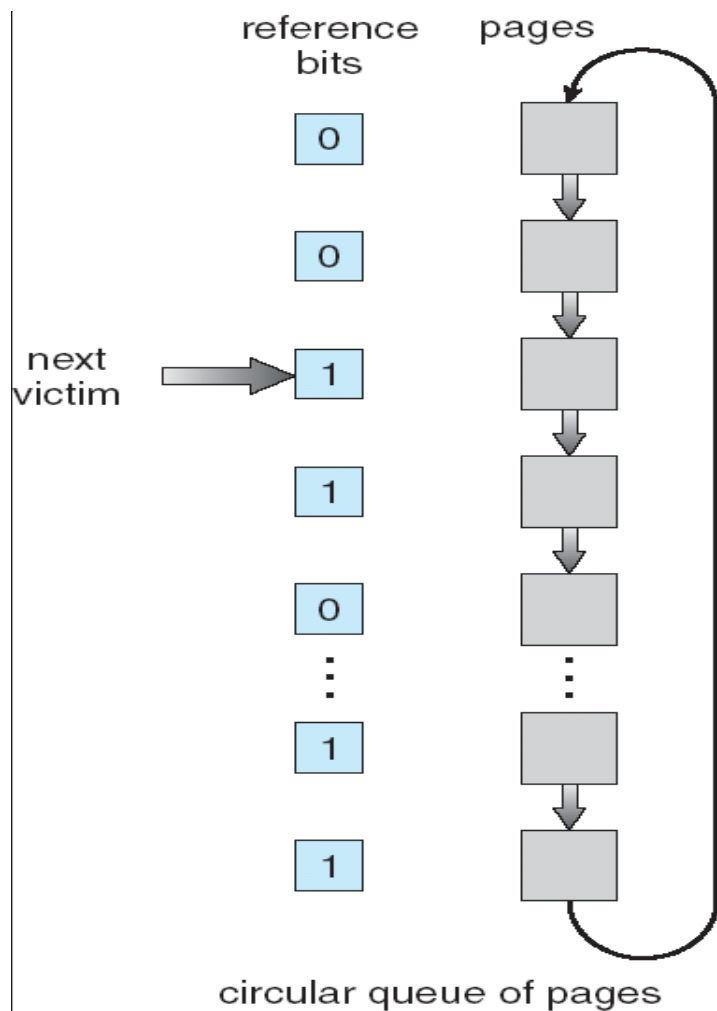 reference bits
pages
0
0
next victim
1
1
0
1
1
circular queue of pages